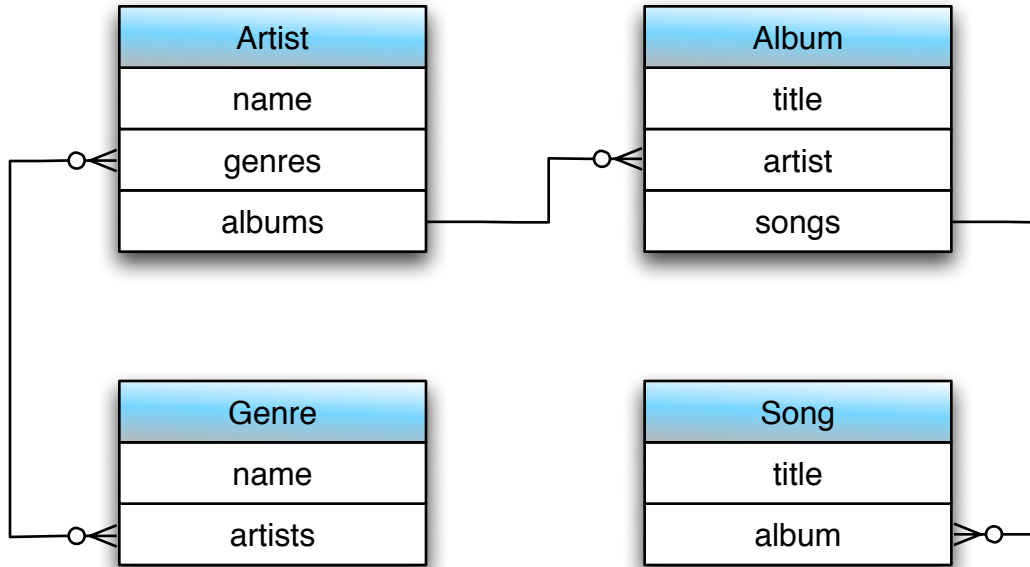 Artist
name
genres
albums
Album
title
artist
songs
Genre
name
artists
Song
title
album